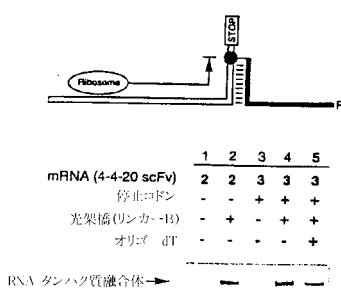 STOP
Ribosome
P
1 2 3 4 5
mRNA (4-4-20 scFv) 2 2 3 3 3
停止コドン - - + + +
光架橋(リンカーB) - + - + +
オリゴ dT - - - - +
RNA タンパク質融合体→